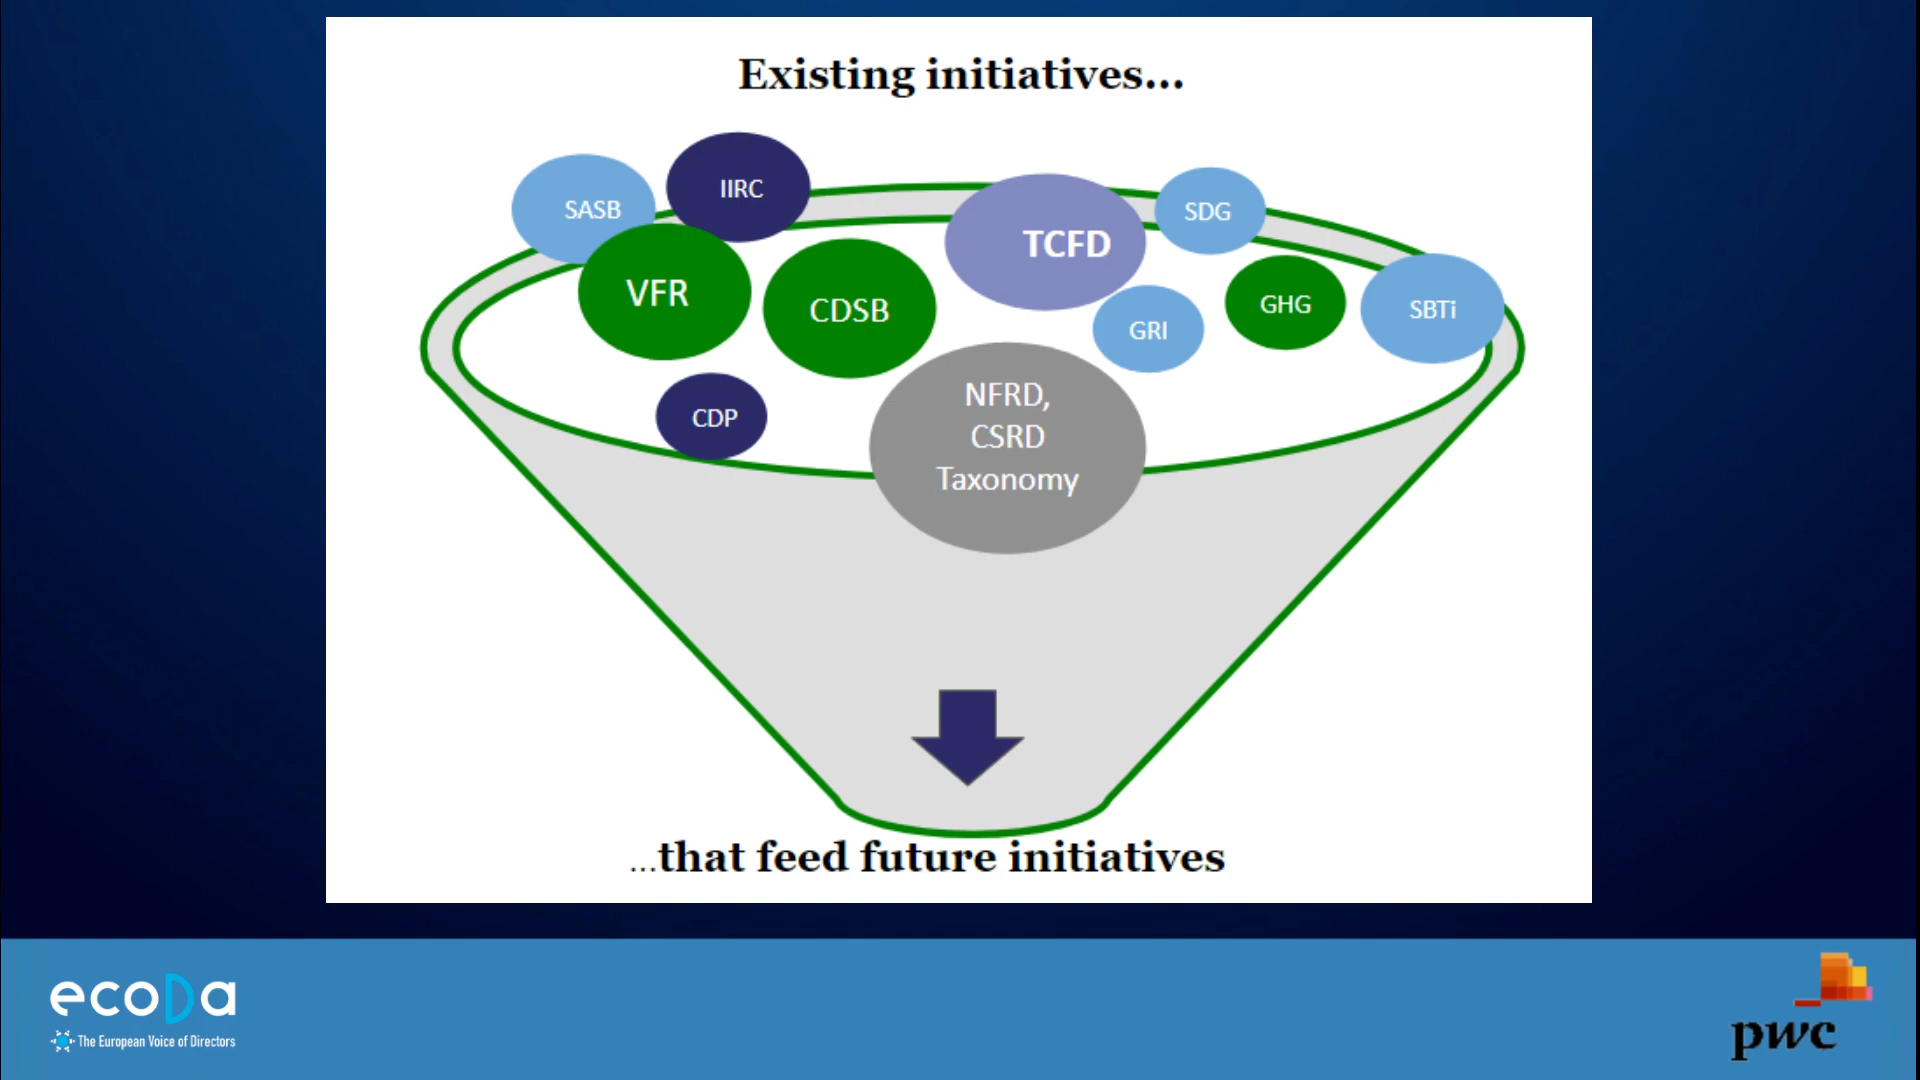 Existing initiatives...
SASB
IIRC
TCFD
SDG
VFR
CDSB
GRI
GHG
SBTi
CDP
NFRD,
CSRD
Taxonomy
...that feed future initiatives
ecoDa
The European Voice of Directors
pwc